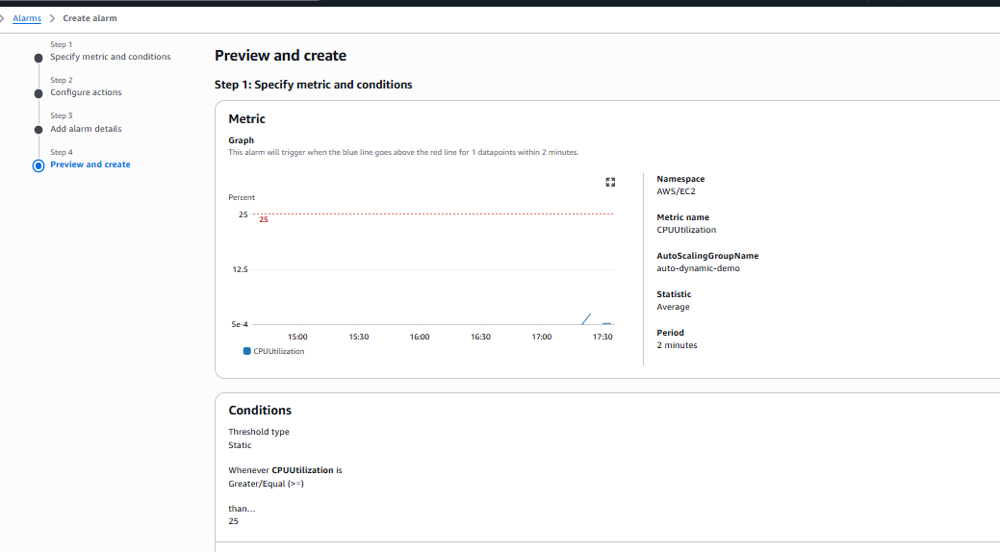 Alarms > Create alarm
Step 1
Specify metric and conditions
Step 2
Configure actions
Step 3
Add alarm details
Step 4
Preview and create
Preview and create
Step 1: Specify metric and conditions
Metric
Graph
This alarm will trigger when the blue line goes above the red line for 1 datapoints within 2 minutes.
Percent
25
25
12.5
5e-4
15:00 15:30 16:00 16:30 17:00 17:30
CPUUtilization
Namespace
AWS/EC2
Metric name
CPUUtilization
AutoScalingGroupName
auto-dynamic-demo
Statistic
Average
Period
2 minutes
Conditions
Threshold type
Static
Whenever CPUUtilization is
Greater/Equal (>=)
than...
25